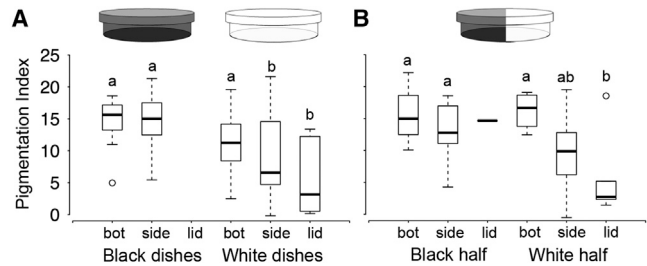 A
B
Pigmentation Index
25
20
15
10
5
0
a
a
a
b
b
a
a
a
ab
b
bot side lid bot side lid
Black dishes White dishes
bot side lid bot side lid
Black half White half